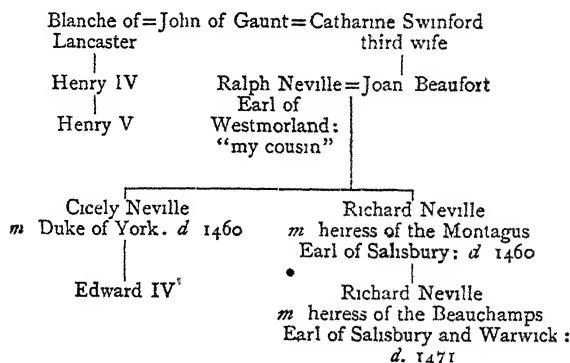 Blanche of=John of Gaunt=Catharine Swinford
Lancaster third wife
Henry IV Ralph Neville=Joan Beaufort
Earl of
Henry V Westmorland:
"my cousin"
Cicely Neville Richard Neville
m Duke of York. d 1460 m heiress of the Montagus
Earl of Salisbury: d 1460
Edward IV
Richard Neville
m heiress of the Beauchamps
Earl of Salisbury and Warwick:
d. 1471